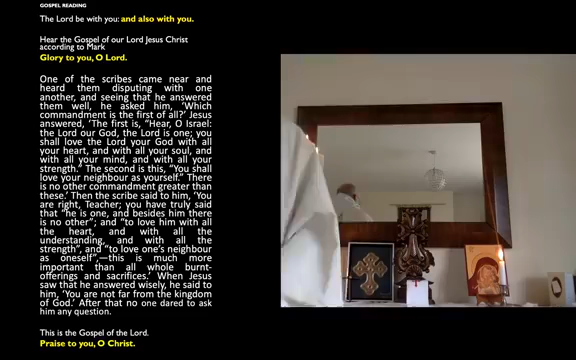 GOSPEL READING
The Lord be with you: and also with you.
Hear the Gospel of our Lord Jesus Christ
according to Mark
Glory to you, O Lord.
One of the scribes came near and
heard them disputing with one
another, and seeing that he answered
them well, he asked him, ‘Which
commandment is the first of all?’ Jesus
answered, ‘The first is, “Hear, O Israel:
the Lord our God, the Lord is one; you
shall love the Lord your God with all
your heart, and with all your soul, and
with all your mind, and with all your
strength.” The second is this, “You shall
love your neighbour as yourself.” There
is no other commandment greater than
these.’ Then the scribe said to him, ‘You
are right, Teacher; you have truly said
that “he is one, and besides him there
is no other”; and “to love him with all
the heart, and with all the
understanding, and with all the
strength”, and “to love one’s neighbour
as oneself”,—this is much more
important than all whole burnt-
offerings and sacrifices.’ When Jesus
saw that he answered wisely, he said to
him, ‘You are not far from the kingdom
of God.’ After that no one dared to ask
him any question.
This is the Gospel of the Lord.
Praise to you, O Christ.